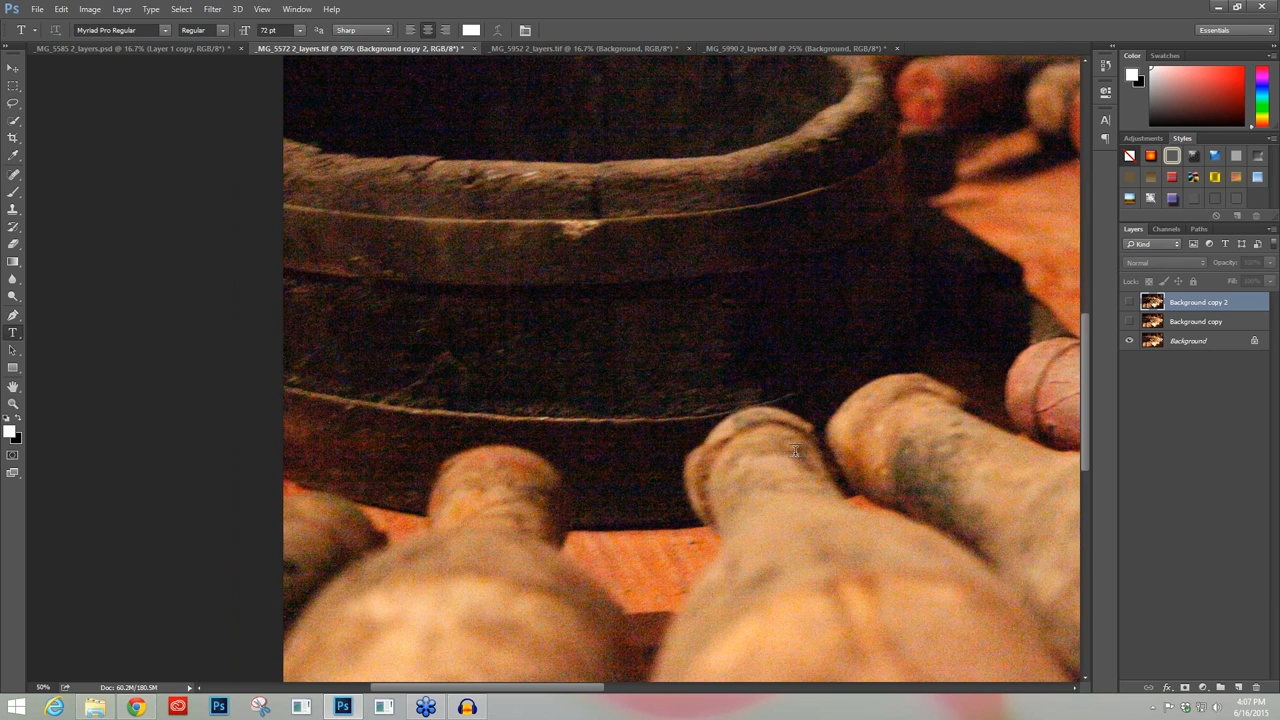 Ps File Edit Image Layer Type Select Filter 3D View Window Help
T Myriad Pro Regular Regular 72 pt aa Sharp Essentials
_MG_5585 2_layers.psd @ 16.7% (Layer 1 copy, RGB/8*) * × _MG_5572 2_layers.tif @ 50% (Background copy 2, RGB/8*) * × _MG_5952 2_layers.tif @ 16.7% (Background, RGB/8*) * × _MG_5990 2_layers.tif @ 25% (Background, RGB/8*) * ×
Color Swatches
Adjustments Styles
Layers Channels Paths
Kind
Normal Opacity: 100%
Lock: Fill: 100%
Background copy 2
Background copy
Background
50% Doc: 60.2M/180.5M
4:07 PM
6/16/2015